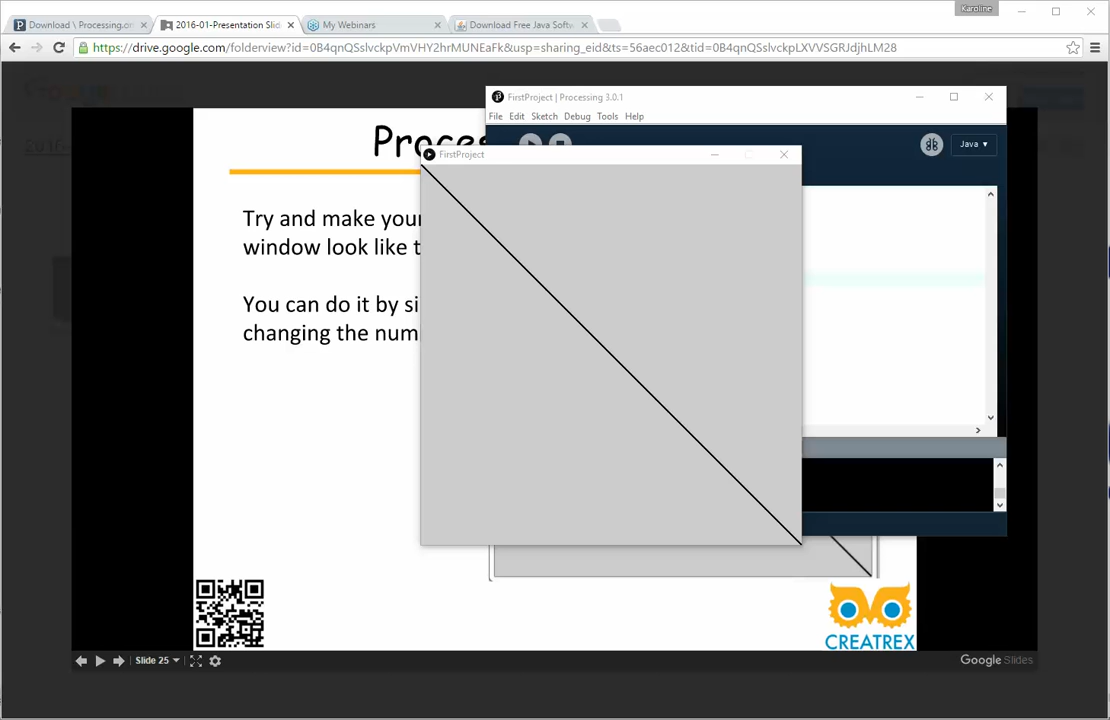 Karoline
Download \ Processing.or
2016-01-Presentation Slid
My Webinars
Download Free Java Softw
https://drive.google.com/folderview?id=0B4qnQSslvckpVmVHY2hrMUNEaFk&usp=sharing_eid&ts=56aec012&tid=0B4qnQSslvckpLXVVSGRJdjhLM28
FirstProject | Processing 3.0.1
File Edit Sketch Debug Tools Help
Java
Proces
FirstProject
Try and make your
window look like t
You can do it by si
changing the num
CREATREX
Slide 25
Google Slides